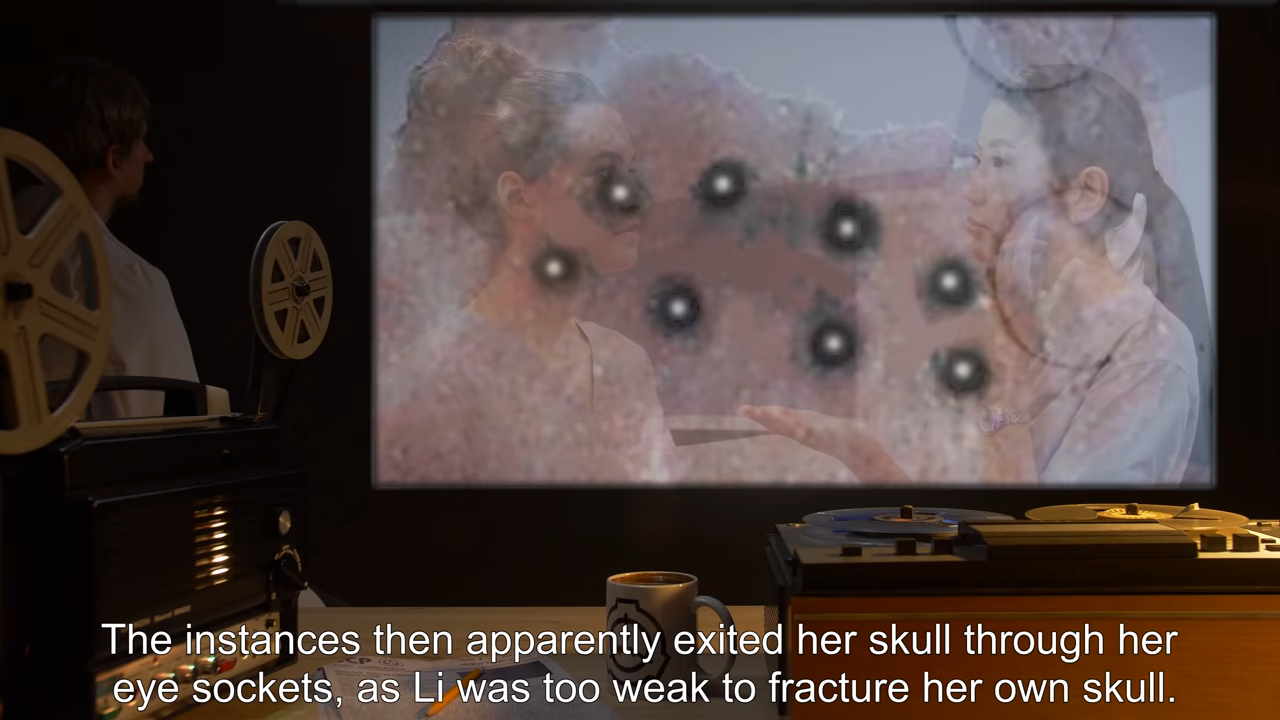 The instances then apparently exited her skull through her
eye sockets, as Li was too weak to fracture her own skull.